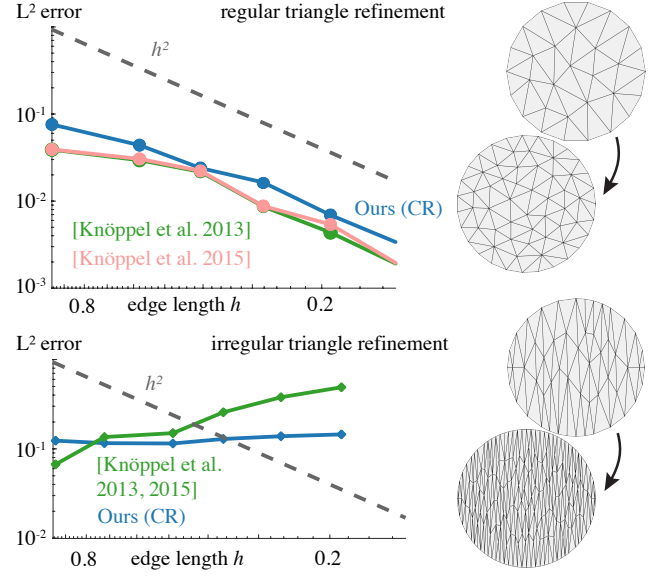 L² error
regular triangle refinement
h²
10⁻¹
10⁻²
10⁻³
Ours (CR)
[Knöppel et al. 2013]
[Knöppel et al. 2015]
0.8
edge length h
0.2
L² error
irregular triangle refinement
h²
10⁻¹
10⁻²
[Knöppel et al.
2013, 2015]
Ours (CR)
0.8
edge length h
0.2